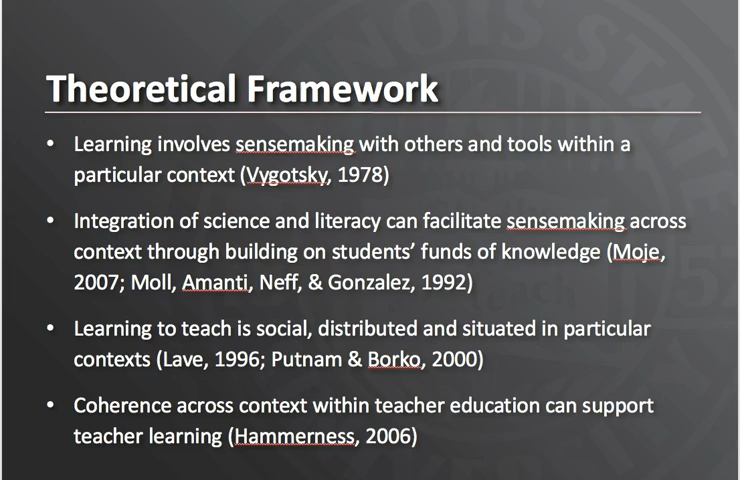 Theoretical Framework
• Learning involves sensemaking with others and tools within a
particular context (Vygotsky, 1978)
• Integration of science and literacy can facilitate sensemaking across
context through building on students’ funds of knowledge (Moje,
2007; Moll, Amanti, Neff, & Gonzalez, 1992)
• Learning to teach is social, distributed and situated in particular
contexts (Lave, 1996; Putnam & Borko, 2000)
• Coherence across context within teacher education can support
teacher learning (Hammerness, 2006)